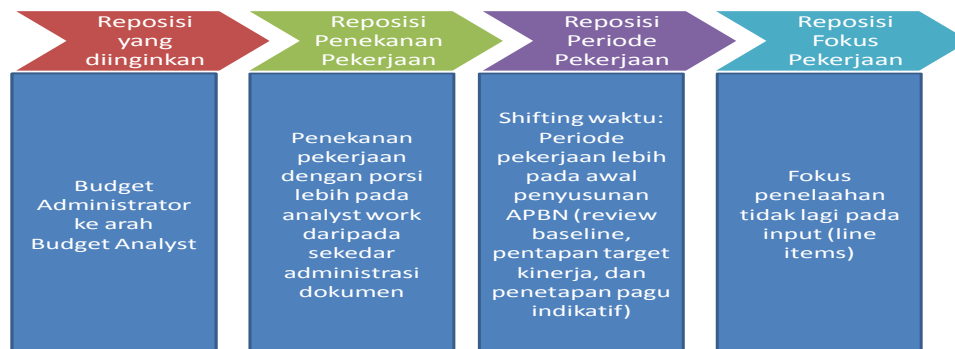 Reposisi
yang
diinginkan
Reposisi
Penekanan
Pekerjaan
Reposisi
Periode
Pekerjaan
Reposisi
Fokus
Pekerjaan
Budget
Administrator
ke arah
Budget Analyst
Penekanan
pekerjaan
dengan porsi
lebih pada
analyst work
daripada
sekedar
administrasi
dokumen
Shifting waktu:
Periode
pekerjaan lebih
pada awal
penyusunan
APBN (review
baseline,
pentapan target
kinerja, dan
penetapan pagu
indikatif)
Fokus
penelaahan
tidak lagi pada
input (line
items)